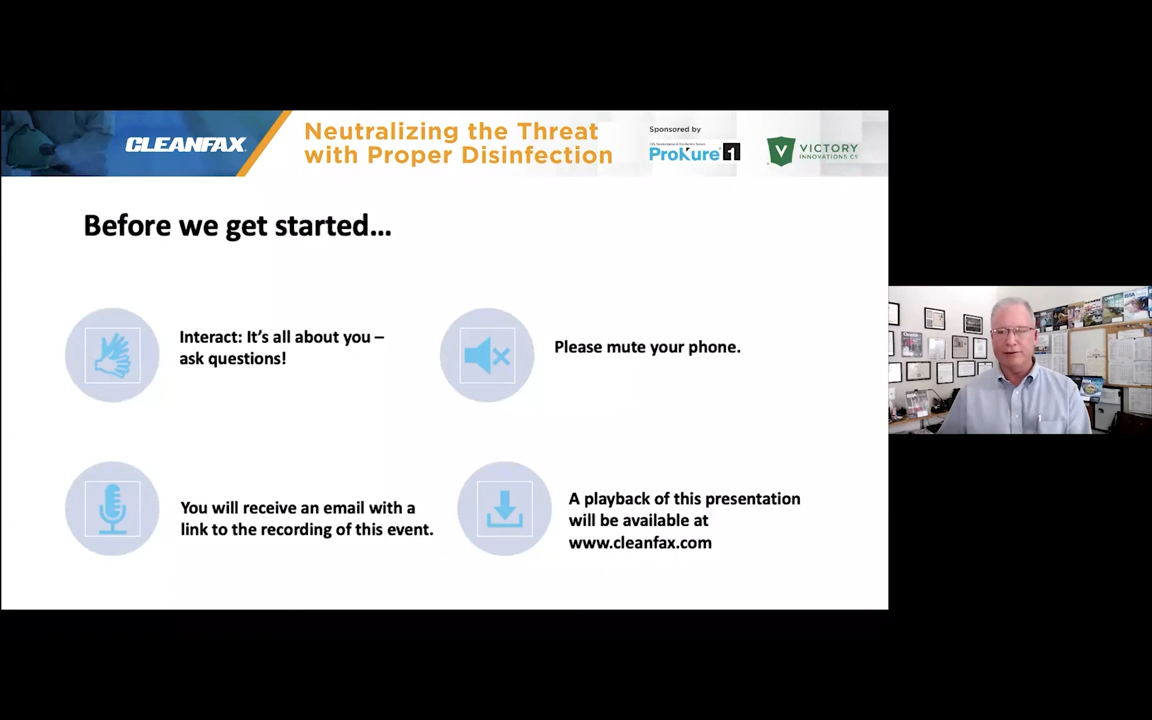 CLEANFAX
Neutralizing the Threat
with Proper Disinfection
Sponsored by
ProKure 1
VICTORY
INNOVATIONS CO
Before we get started...
Interact: It's all about you –
ask questions!
Please mute your phone.
You will receive an email with a
link to the recording of this event.
A playback of this presentation
will be available at
www.cleanfax.com